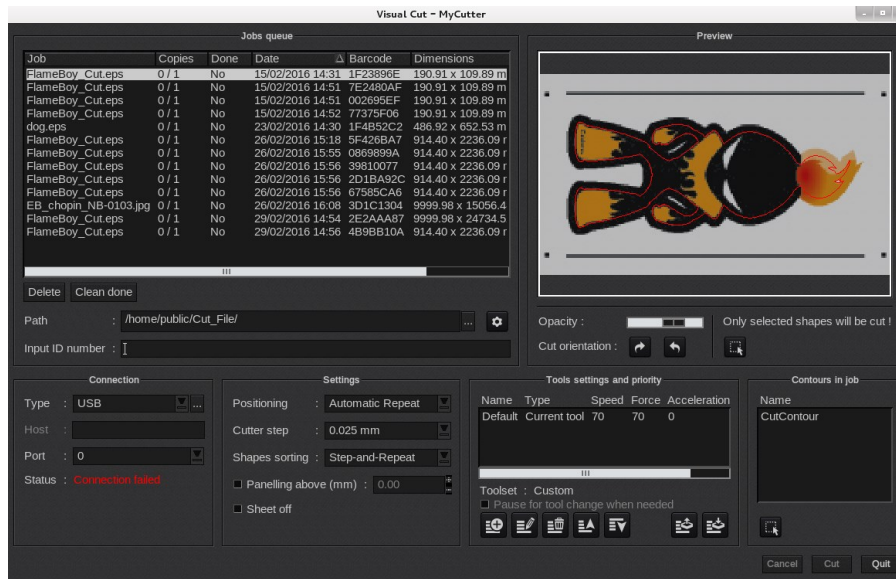 Visual Cut - MyCutter
Jobs queue
Job Copies Done Date Barcode Dimensions
FlameBoy_Cut.eps 0 / 1 No 15/02/2016 14:31 1F23896E 190.91 x 109.89 m
FlameBoy_Cut.eps 0 / 1 No 15/02/2016 14:51 7E2480AF 190.91 x 109.89 m
FlameBoy_Cut.eps 0 / 1 No 15/02/2016 14:51 002695EF 190.91 x 109.89 m
FlameBoy_Cut.eps 0 / 1 No 15/02/2016 14:52 77375F06 190.91 x 109.89 m
dog.eps 0 / 1 No 23/02/2016 14:30 1F4B52C2 486.92 x 652.53 m
FlameBoy_Cut.eps 0 / 1 No 26/02/2016 15:18 5F426BA7 914.40 x 2236.09 r
FlameBoy_Cut.eps 0 / 1 No 26/02/2016 15:55 0869899A 914.40 x 2236.09 r
FlameBoy_Cut.eps 0 / 1 No 26/02/2016 15:56 39810077 914.40 x 2236.09 r
FlameBoy_Cut.eps 0 / 1 No 26/02/2016 15:56 2D1BA92C 914.40 x 2236.09 r
FlameBoy_Cut.eps 0 / 1 No 26/02/2016 15:56 67585CA6 914.40 x 2236.09 r
EB_chopin_NB-0103.jpg 0 / 1 No 26/02/2016 16:08 3D1C1304 9999.98 x 15056.4
FlameBoy_Cut.eps 0 / 1 No 29/02/2016 14:54 2E2AAA87 9999.98 x 24734.5
FlameBoy_Cut.eps 0 / 1 No 29/02/2016 14:56 4B9BB10A 914.40 x 2236.09 r
Delete Clean done
Path : /home/public/Cut_File/ ...
Input ID number :
Preview
Opacity : Only selected shapes will be cut !
Cut orientation :
Connection
Type : USB ...
Host :
Port : 0
Status : Connection failed
Settings
Positioning : Automatic Repeat
Cutter step : 0.025 mm
Shapes sorting : Step-and-Repeat
Panelling above (mm) : 0.00
Sheet off
Tools settings and priority
Name Type Speed Force Acceleration
Default Current tool 70 70 0
Toolset : Custom
Pause for tool change when needed
Contours in job
Name
CutContour
Cancel Cut Quit